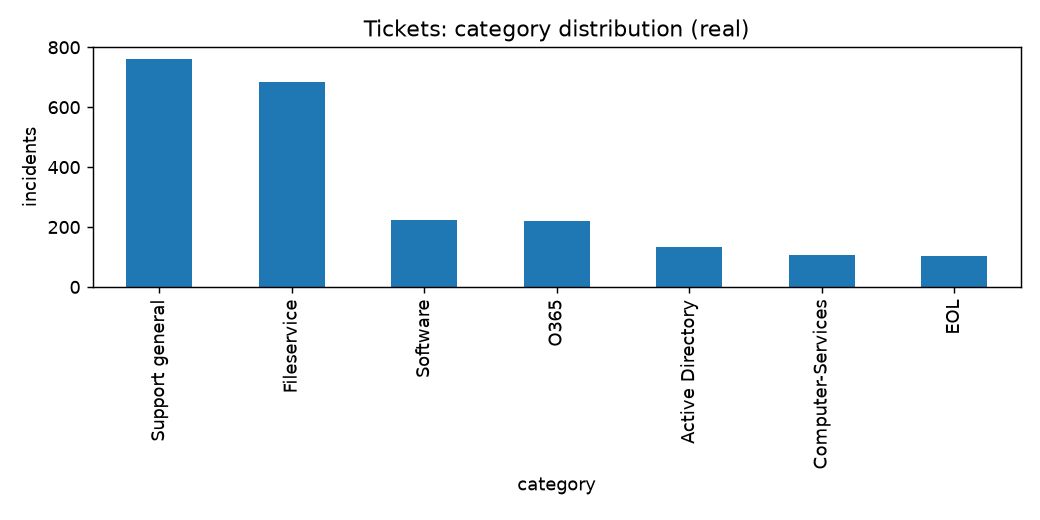 Tickets: category distribution (real)
incidents
800
600
400
200
0
Support general
Fileservice
Software
O365
Active Directory
Computer-Services
EOL
category